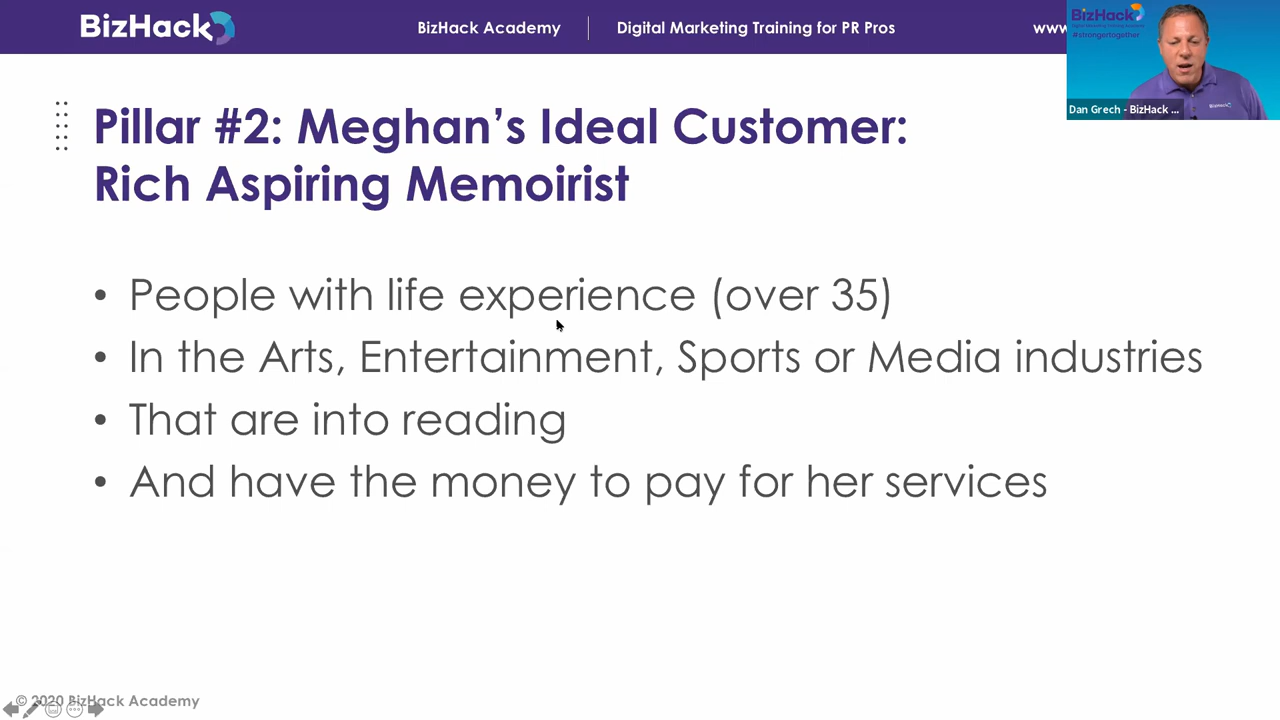 BizHack
BizHack Academy
Digital Marketing Training for PR Pros
www
BizHack
#strongertogether
Dan Grech - BizHack ...
Pillar #2: Meghan’s Ideal Customer:
Rich Aspiring Memoirist
• People with life experience (over 35)
• In the Arts, Entertainment, Sports or Media industries
• That are into reading
• And have the money to pay for her services
© 2020 BizHack Academy